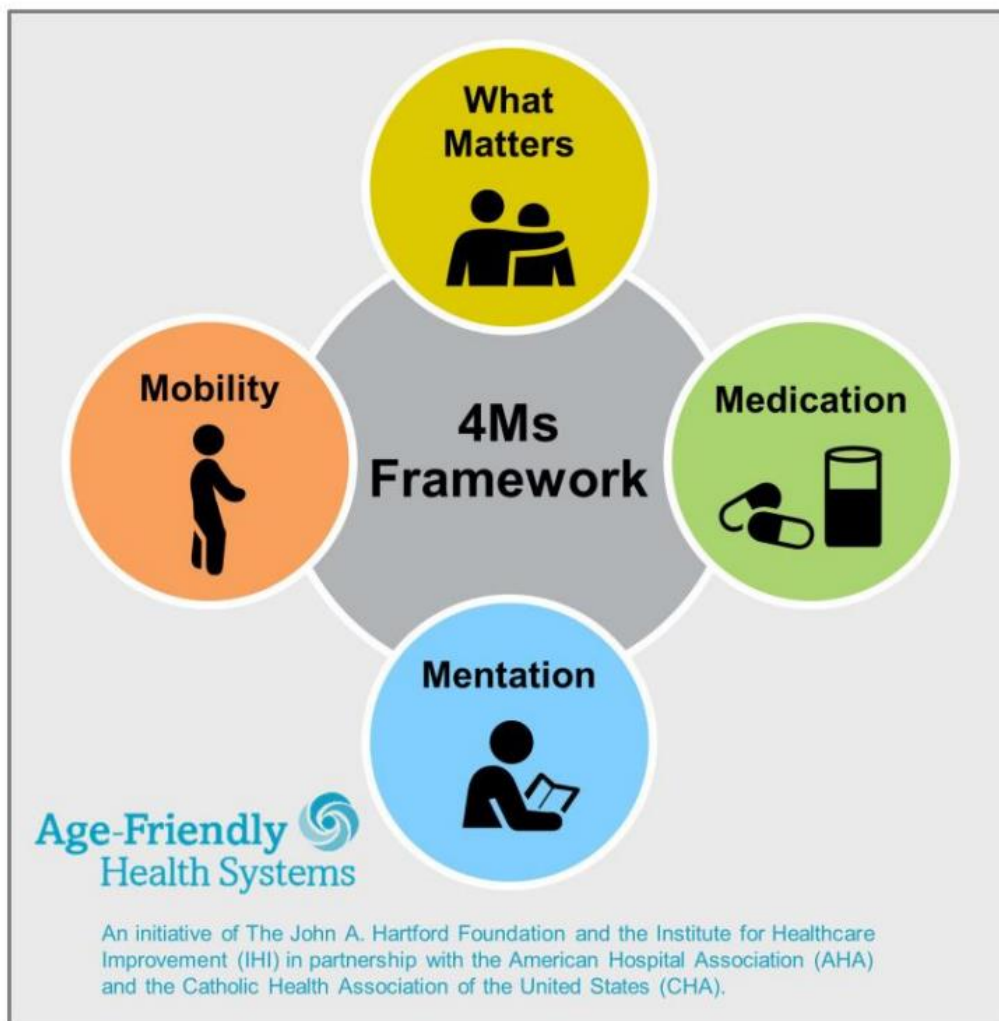 What
Matters
Mobility
4Ms
Framework
Medication
Mentation
Age-Friendly
Health Systems
An initiative of The John A. Hartford Foundation and the Institute for Healthcare
Improvement (IHI) in partnership with the American Hospital Association (AHA)
and the Catholic Health Association of the United States (CHA).